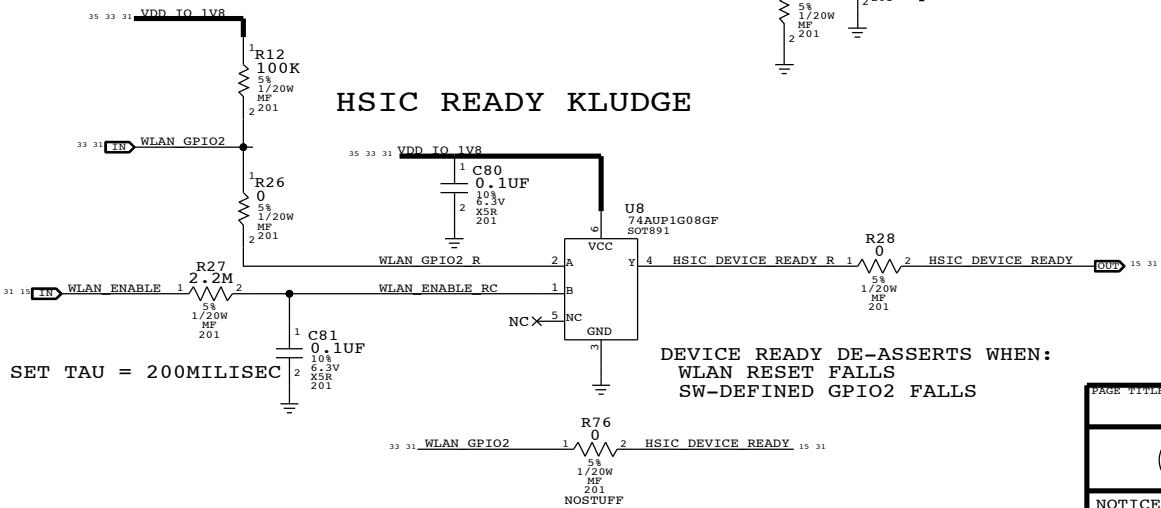 35 33 31 VDD_IO_1V8
1
R12
100K
5%
1/20W
MF
201
2
5%
1/20W
MF
201
2
HSIC READY KLUDGE
33 31 IN WLAN_GPIO2
35 33 31 VDD_IO_1V8
1
C80
0.1UF
10%
6.3V
X5R
201
2
1
R26
0
5%
1/20W
MF
201
2
U8
74AUP1G08GF
SOT891
6
VCC
WLAN_GPIO2_R 2 A
Y 4 HSIC_DEVICE_READY_R 1
R28
0
2 HSIC_DEVICE_READY OUT 15 31
5%
1/20W
MF
201
31 15 IN WLAN_ENABLE 1
R27
2.2M
2
5%
1/20W
MF
201
WLAN_ENABLE_RC 1 B
NC 5 NC
GND
3
1
C81
0.1UF
10%
6.3V
X5R
201
2
SET TAU = 200MILISEC
DEVICE READY DE-ASSERTS WHEN:
WLAN RESET FALLS
SW-DEFINED GPIO2 FALLS
R76
0
33 31 WLAN_GPIO2 1
2 HSIC_DEVICE_READY 15 31
5%
1/20W
MF
201
NOSTUFF
PAGE TITLE
NOTICE